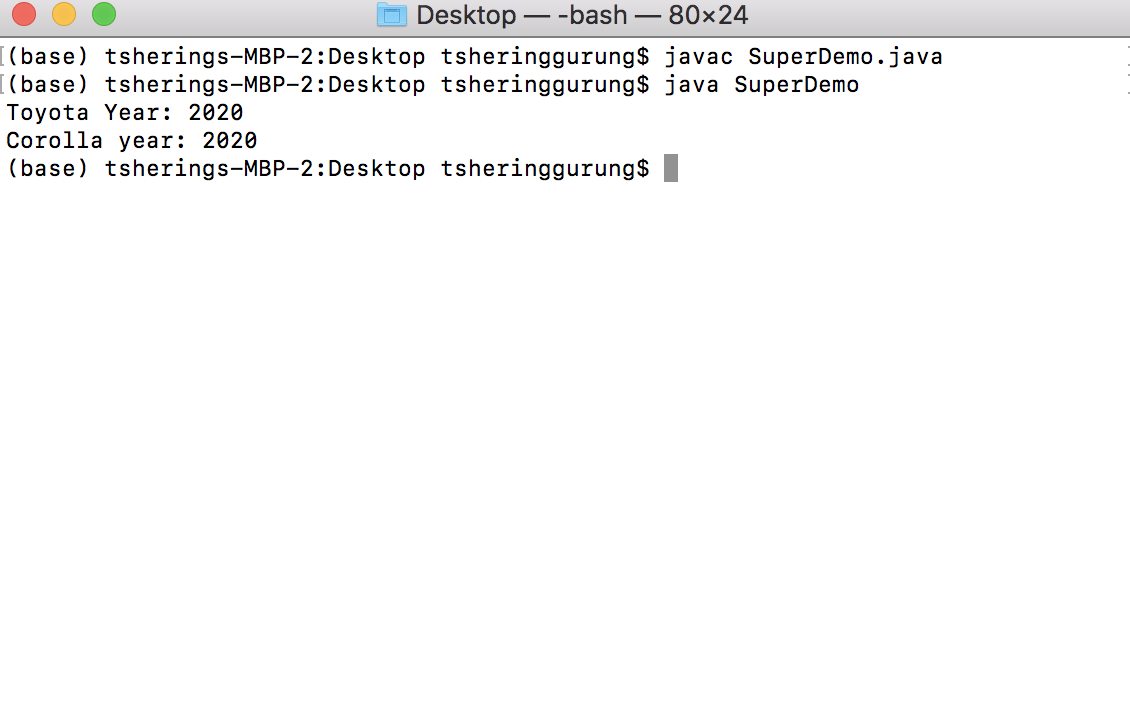 Desktop — -bash — 80×24
(base) tsherings-MBP-2:Desktop tsheringgurung$ javac SuperDemo.java
(base) tsherings-MBP-2:Desktop tsheringgurung$ java SuperDemo
Toyota Year: 2020
Corolla year: 2020
(base) tsherings-MBP-2:Desktop tsheringgurung$